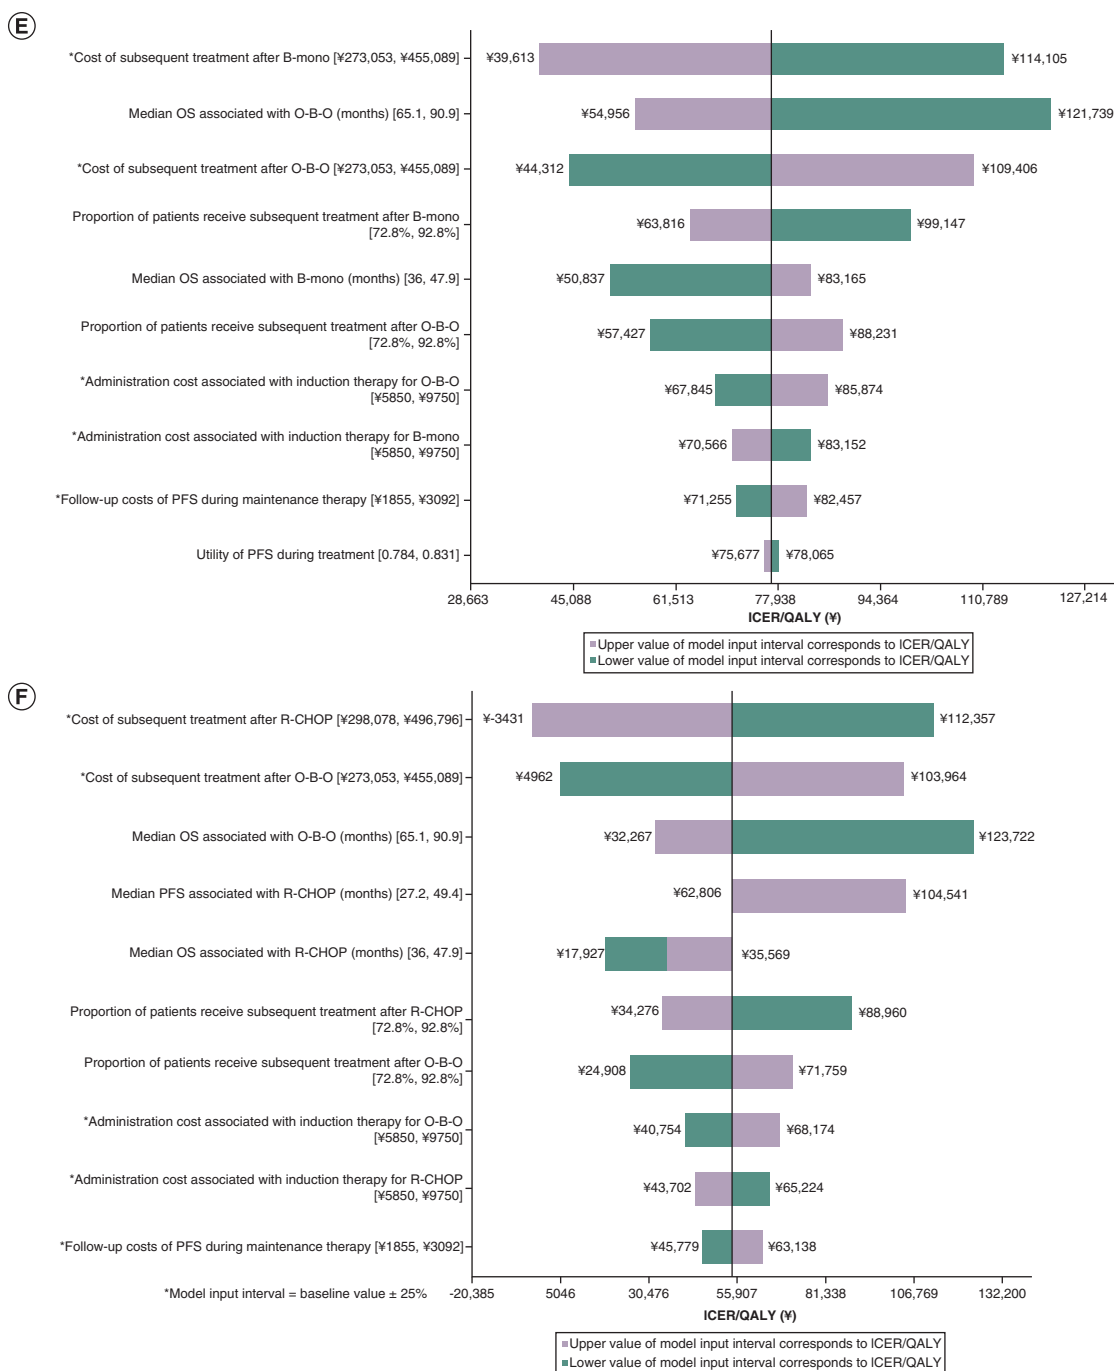 E
*Cost of subsequent treatment after B-mono [¥273,053, ¥455,089]
¥39,613
¥114,105
Median OS associated with O-B-O (months) [65.1, 90.9]
¥54,956
¥121,739
*Cost of subsequent treatment after O-B-O [¥273,053, ¥455,089]
¥44,312
¥109,406
Proportion of patients receive subsequent treatment after B-mono
[72.8%, 92.8%]
¥63,816
¥99,147
Median OS associated with B-mono (months) [36, 47.9]
¥50,837
¥83,165
Proportion of patients receive subsequent treatment after O-B-O
[72.8%, 92.8%]
¥57,427
¥88,231
*Administration cost associated with induction therapy for O-B-O
[¥5850, ¥9750]
¥67,845
¥85,874
*Administration cost associated with induction therapy for B-mono
[¥5850, ¥9750]
¥70,566
¥83,152
*Follow-up costs of PFS during maintenance therapy [¥1855, ¥3092]
¥71,255
¥82,457
Utility of PFS during treatment [0.784, 0.831]
¥75,677
¥78,065
28,663 45,088 61,513 77,938 94,364 110,789 127,214
ICER/QALY (¥)
Upper value of model input interval corresponds to ICER/QALY
Lower value of model input interval corresponds to ICER/QALY
F
*Cost of subsequent treatment after R-CHOP [¥298,078, ¥496,796]
¥-3431
¥112,357
*Cost of subsequent treatment after O-B-O [¥273,053, ¥455,089]
¥4962
¥103,964
Median OS associated with O-B-O (months) [65.1, 90.9]
¥32,267
¥123,722
Median PFS associated with R-CHOP (months) [27.2, 49.4]
¥62,806
¥104,541
Median OS associated with R-CHOP (months) [36, 47.9]
¥17,927
¥35,569
Proportion of patients receive subsequent treatment after R-CHOP
[72.8%, 92.8%]
¥34,276
¥88,960
Proportion of patients receive subsequent treatment after O-B-O
[72.8%, 92.8%]
¥24,908
¥71,759
*Administration cost associated with induction therapy for O-B-O
[¥5850, ¥9750]
¥40,754
¥68,174
*Administration cost associated with induction therapy for R-CHOP
[¥5850, ¥9750]
¥43,702
¥65,224
*Follow-up costs of PFS during maintenance therapy [¥1855, ¥3092]
¥45,779
¥63,138
*Model input interval = baseline value ± 25%
-20,385 5046 30,476 55,907 81,338 106,769 132,200
ICER/QALY (¥)
Upper value of model input interval corresponds to ICER/QALY
Lower value of model input interval corresponds to ICER/QALY